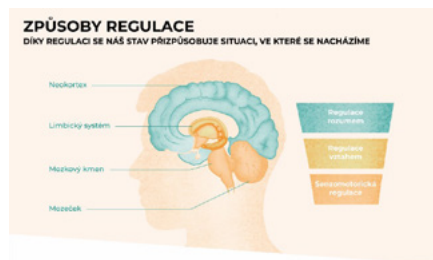 ZPŮSOBY REGULACE
DÍKY REGULACI SE NÁŠ STAV PŘIZPŮSOBUJE SITUACI, VE KTERÉ SE NACHÁZÍME
Neokortex
Limbický systém
Mozkový kmen
Mozeček
Regulace
rozumem
Regulace
vztahem
Senzomotorická
regulace